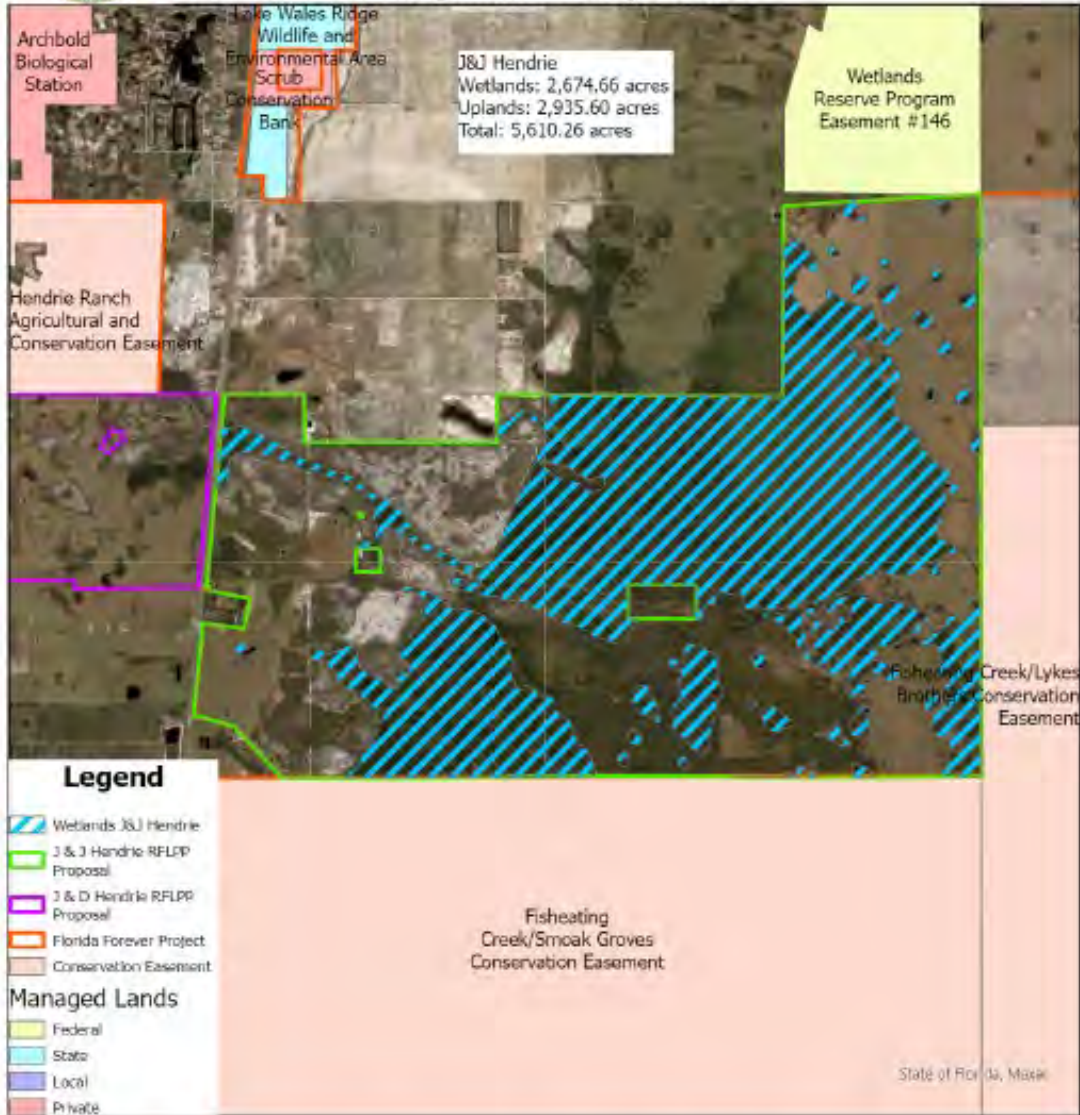 Archbold
Biological
Station
Lake Wales Ridge
Wildlife and
Environmental Area
Scrub
Conservation
Bank
J&J Hendrie
Wetlands: 2,674.66 acres
Uplands: 2,935.60 acres
Total: 5,610.26 acres
Wetlands
Reserve Program
Easement #146
Hendrie Ranch
Agricultural and
Conservation Easement
Fisheating Creek/Lykes
Brothers Conservation
Easement
Legend
Wetlands J&J Hendrie
J & J Hendrie RFLPP
Proposal
J & D Hendrie RFLPP
Proposal
Florida Forever Project
Conservation Easement
Managed Lands
Federal
State
Local
Private
Fisheating
Creek/Smoak Groves
Conservation Easement
State of Florida, Maxar